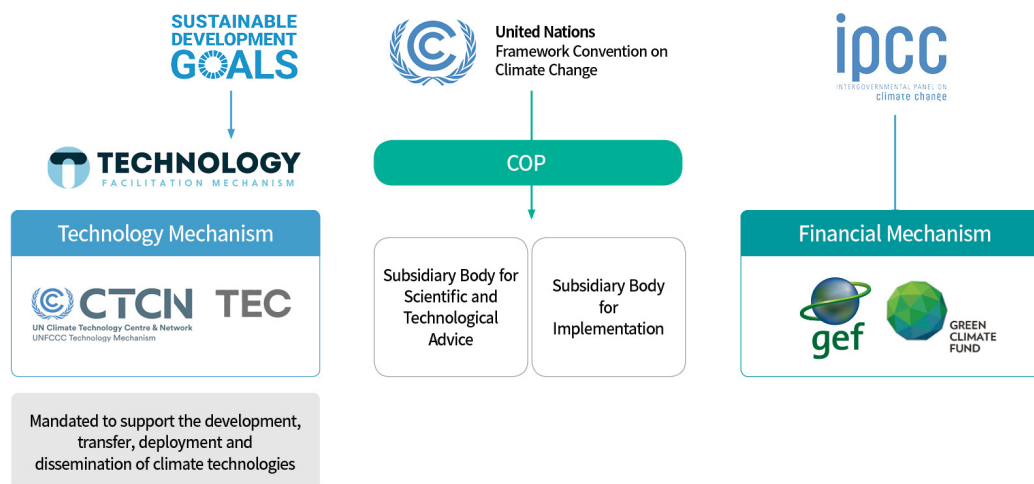 SUSTAINABLE
DEVELOPMENT
GOALS
United Nations
Framework Convention on
Climate Change
ipcc
INTERGOVERNMENTAL PANEL ON
climate change
TECHNOLOGY
FACILITATION MECHANISM
COP
Technology Mechanism
CTCN
UN Climate Technology Centre & Network
UNFCCC Technology Mechanism
TEC
Subsidiary Body for
Scientific and
Technological
Advice
Subsidiary Body
for
Implementation
Financial Mechanism
gef
GREEN
CLIMATE
FUND
Mandated to support the development,
transfer, deployment and
dissemination of climate technologies